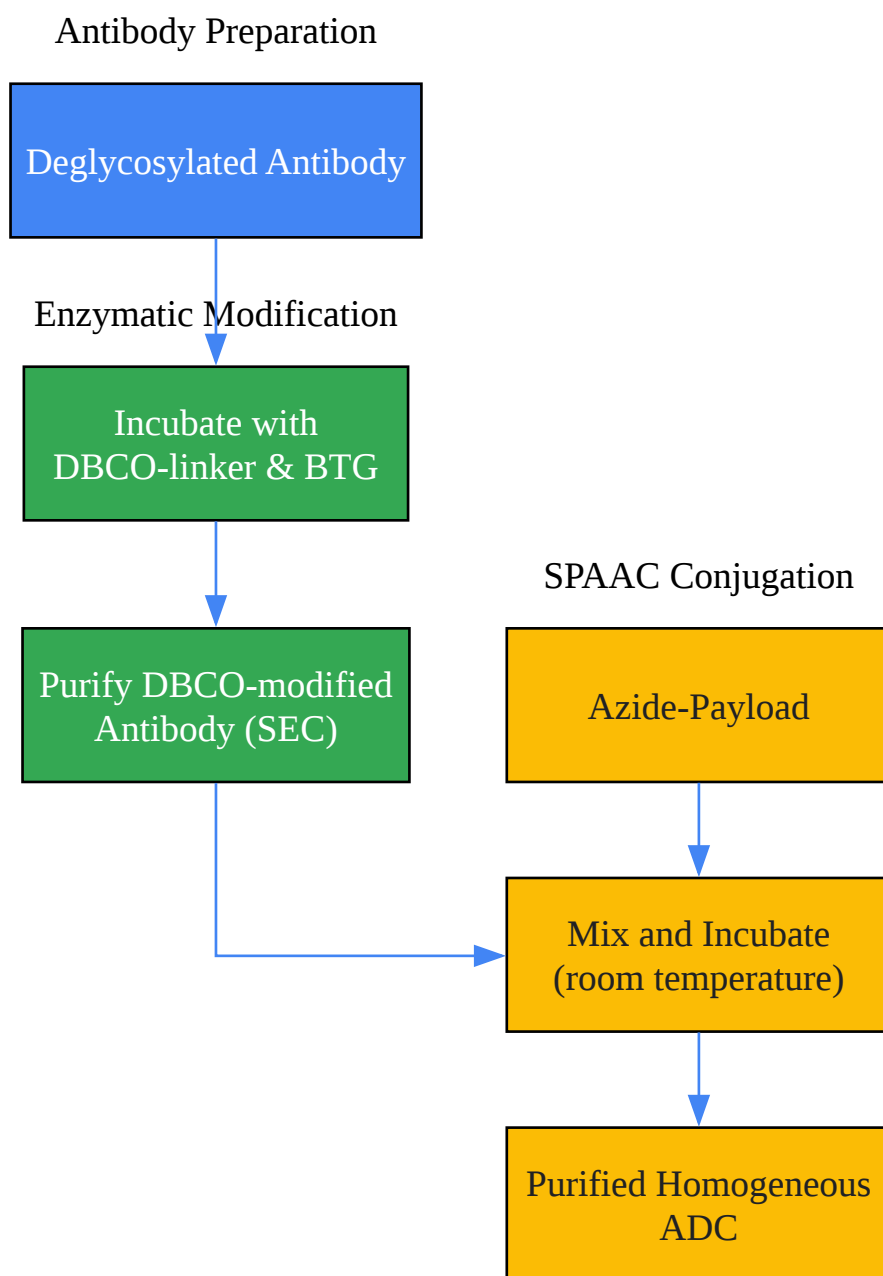 Antibody Preparation
Deglycosylated Antibody
Enzymatic Modification
Incubate with
DBCO-linker & BTG
Purify DBCO-modified
Antibody (SEC)
SPAAC Conjugation
Azide-Payload
Mix and Incubate
(room temperature)
Purified Homogeneous
ADC